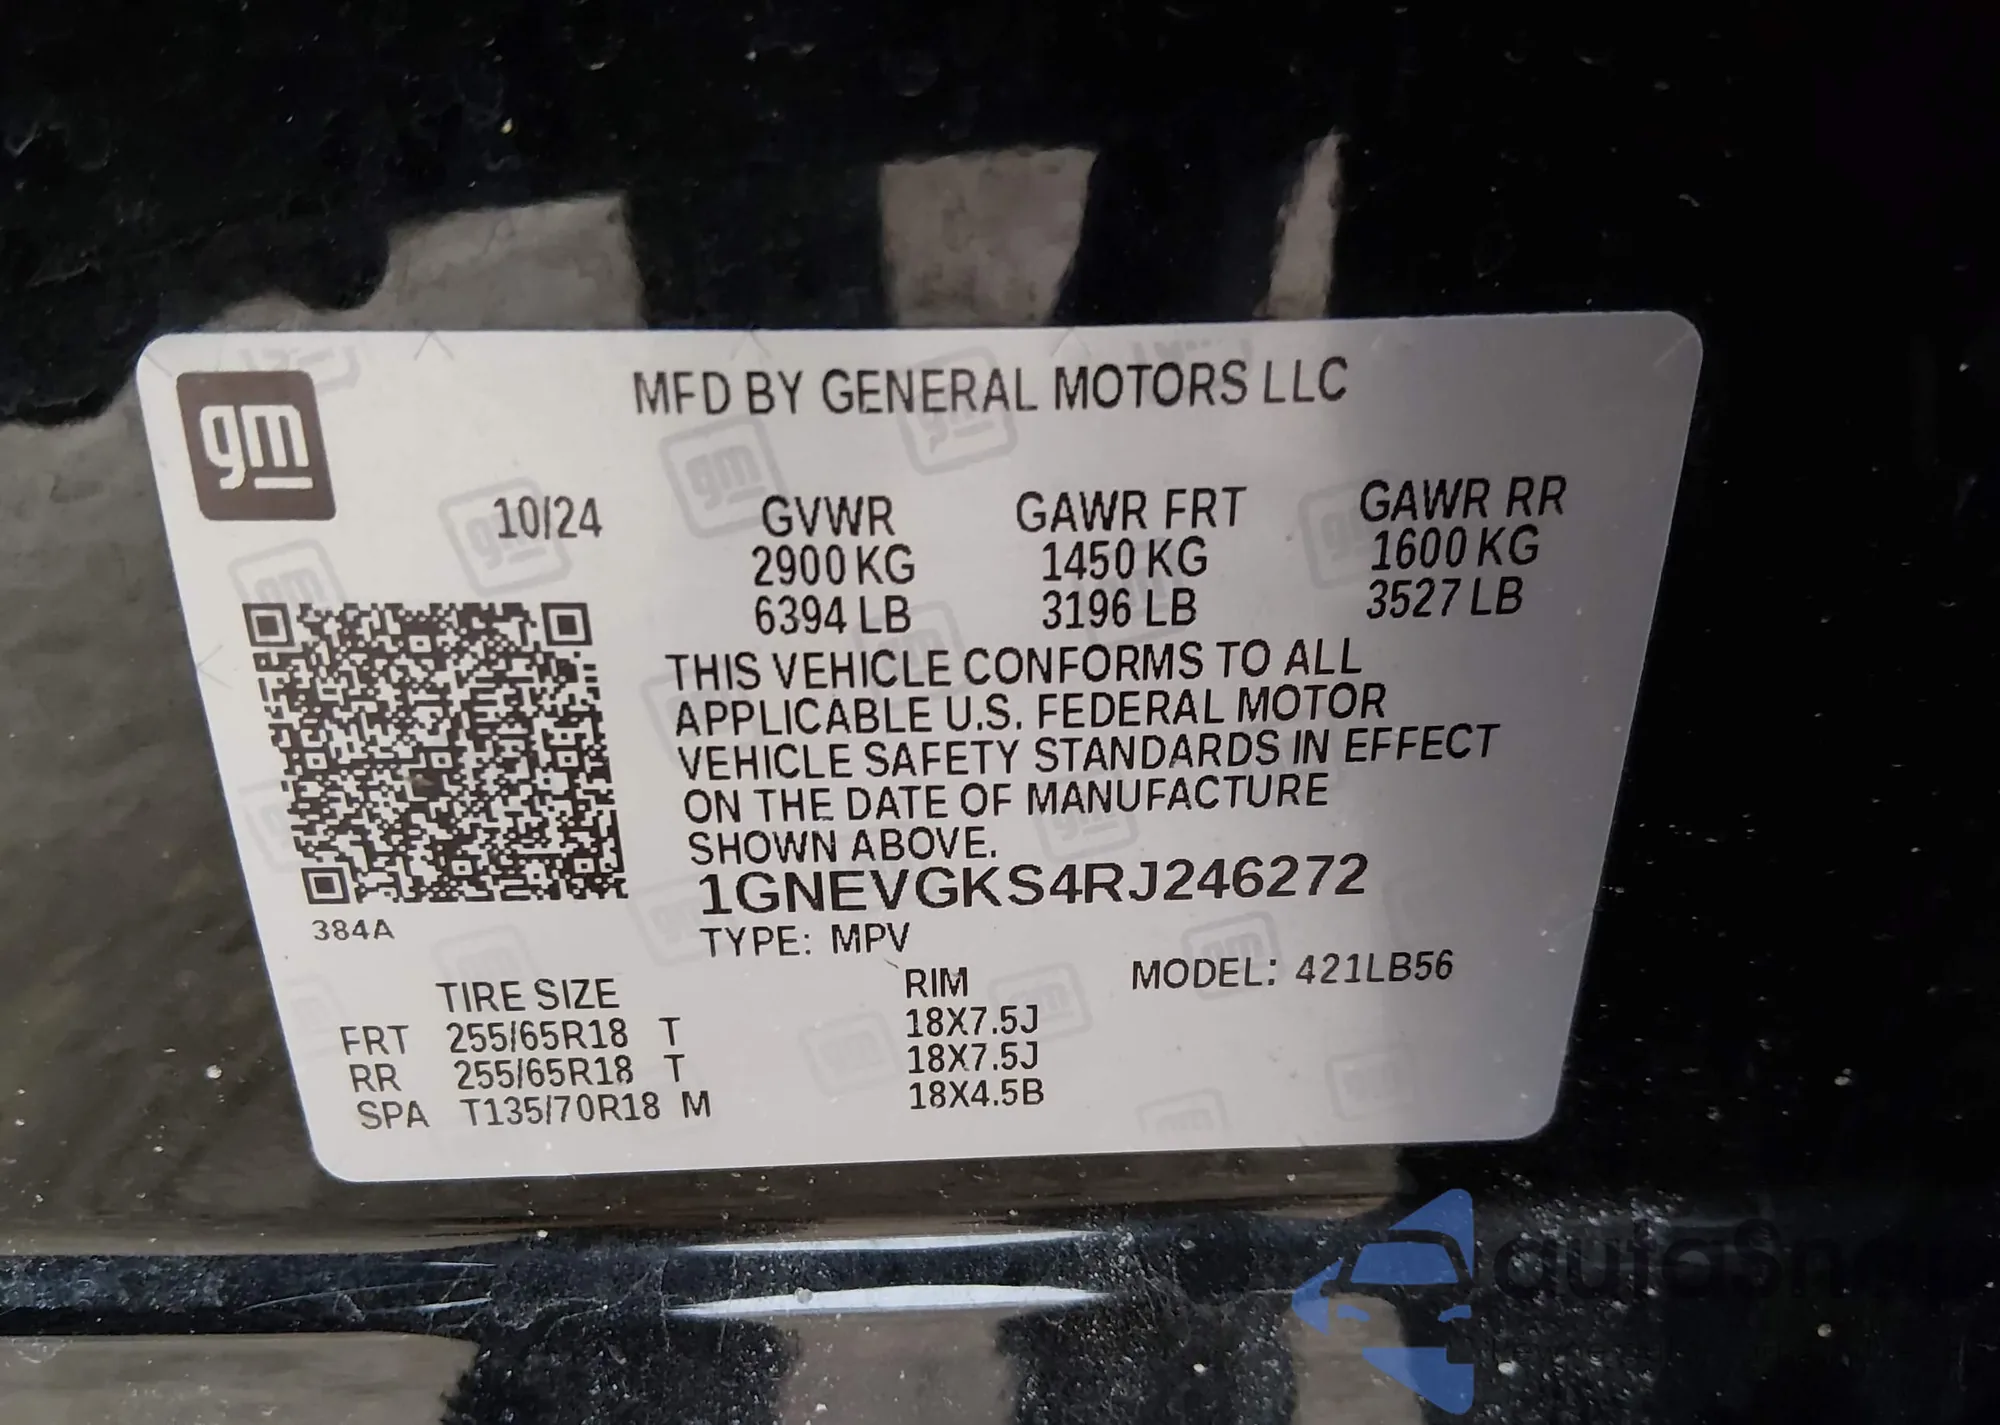 gm
MFD BY GENERAL MOTORS LLC
10/24 GVWR GAWR FRT GAWR RR
2900 KG 1450 KG 1600 KG
6394 LB 3196 LB 3527 LB
THIS VEHICLE CONFORMS TO ALL
APPLICABLE U.S. FEDERAL MOTOR
VEHICLE SAFETY STANDARDS IN EFFECT
ON THE DATE OF MANUFACTURE
SHOWN ABOVE.
1GNEVGKS4RJ246272
384A
TYPE: MPV
MODEL: 421LB56
TIRE SIZE RIM
FRT 255/65R18 T 18X7.5J
RR 255/65R18 T 18X7.5J
SPA T135/70R18 M 18X4.5B